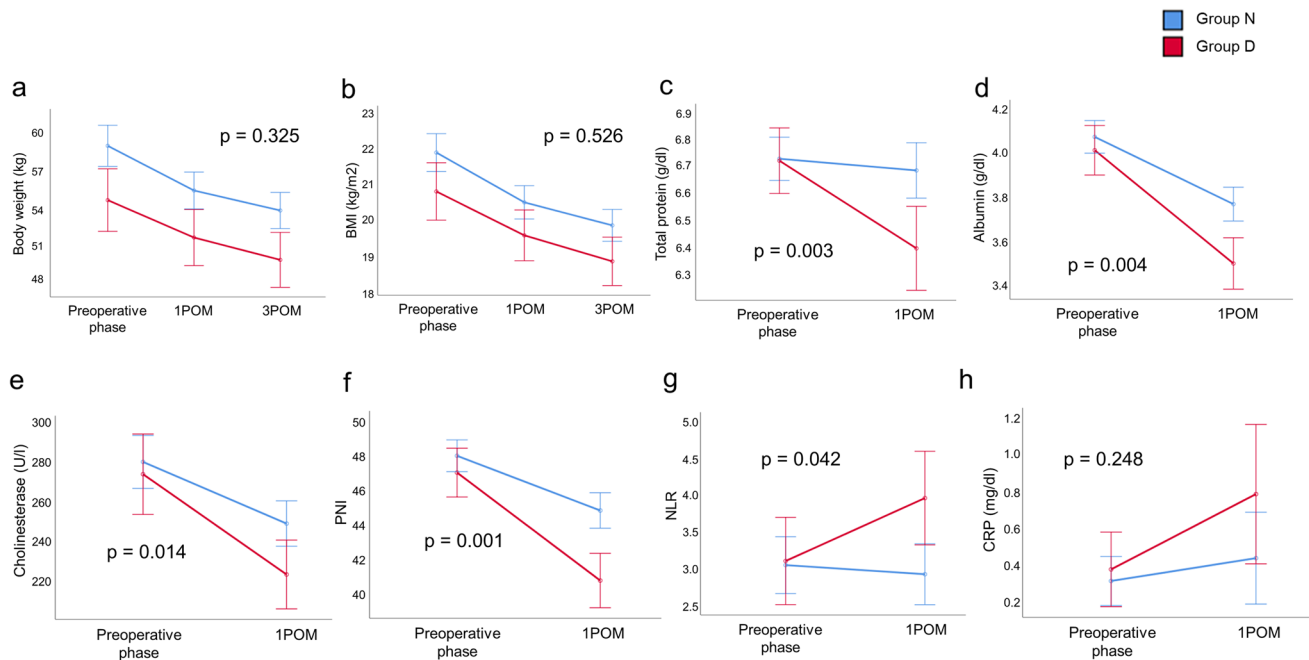 Group N
Group D
a
Body weight (kg)
60
57
54
51
48
p = 0.325
Preoperative
phase
1POM
3POM
b
BMI (kg/m2)
23
22
21
20
19
18
p = 0.526
Preoperative
phase
1POM
3POM
c
Total protein (g/dl)
6.9
6.8
6.7
6.6
6.5
6.4
6.3
p = 0.003
Preoperative
phase
1POM
d
Albumin (g/dl)
4.2
4.0
3.8
3.6
3.4
p = 0.004
Preoperative
phase
1POM
e
Cholinesterase (U/l)
300
280
260
240
220
p = 0.014
Preoperative
phase
1POM
f
PNI
50
48
46
44
42
40
p = 0.001
Preoperative
phase
1POM
g
NLR
5.0
4.5
4.0
3.5
3.0
2.5
p = 0.042
Preoperative
phase
1POM
h
CRP (mg/dl)
1.2
1.0
0.8
0.6
0.4
0.2
p = 0.248
Preoperative
phase
1POM